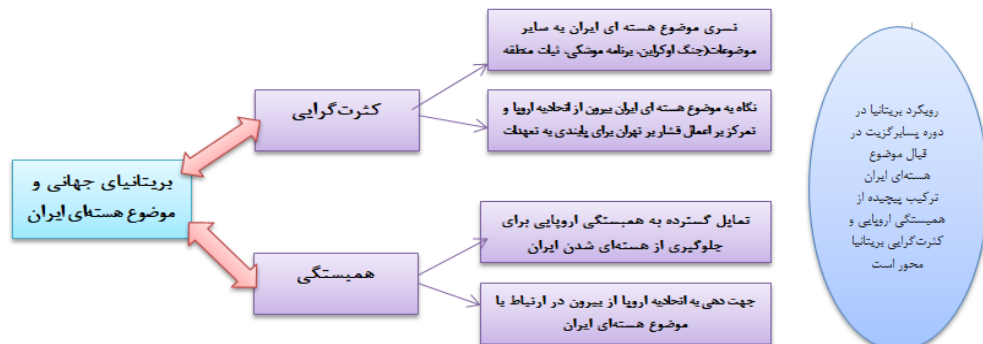 بریتانیای جهانی و
موضوع هسته‌ای ایران
کثرت‌گرایی
تسری موضوع هسته ای ایران به سایر
موضوعات(جنگ اوکراین، برنامه موشکی، ثبات منطقه
نگاه به موضوع هسته ای ایران بیرون از اتحادیه اروپا و
تمرکز بر اعمال فشار بر تهران برای پایبندی به تعهدات
همبستگی
تمایل گسترده به همبستگی اروپایی برای
جلوگیری از هسته‌ای شدن ایران
جهت دهی به اتحادیه اروپا از بیرون در ارتباط با
موضوع هسته‌ای ایران
رویکرد بریتانیا در
دوره پسابرگزیت در
قبال موضوع
هسته‌ای ایران
ترکیب پیچیده از
همبستگی اروپایی و
کثرت‌گرایی بریتانیا
محور است